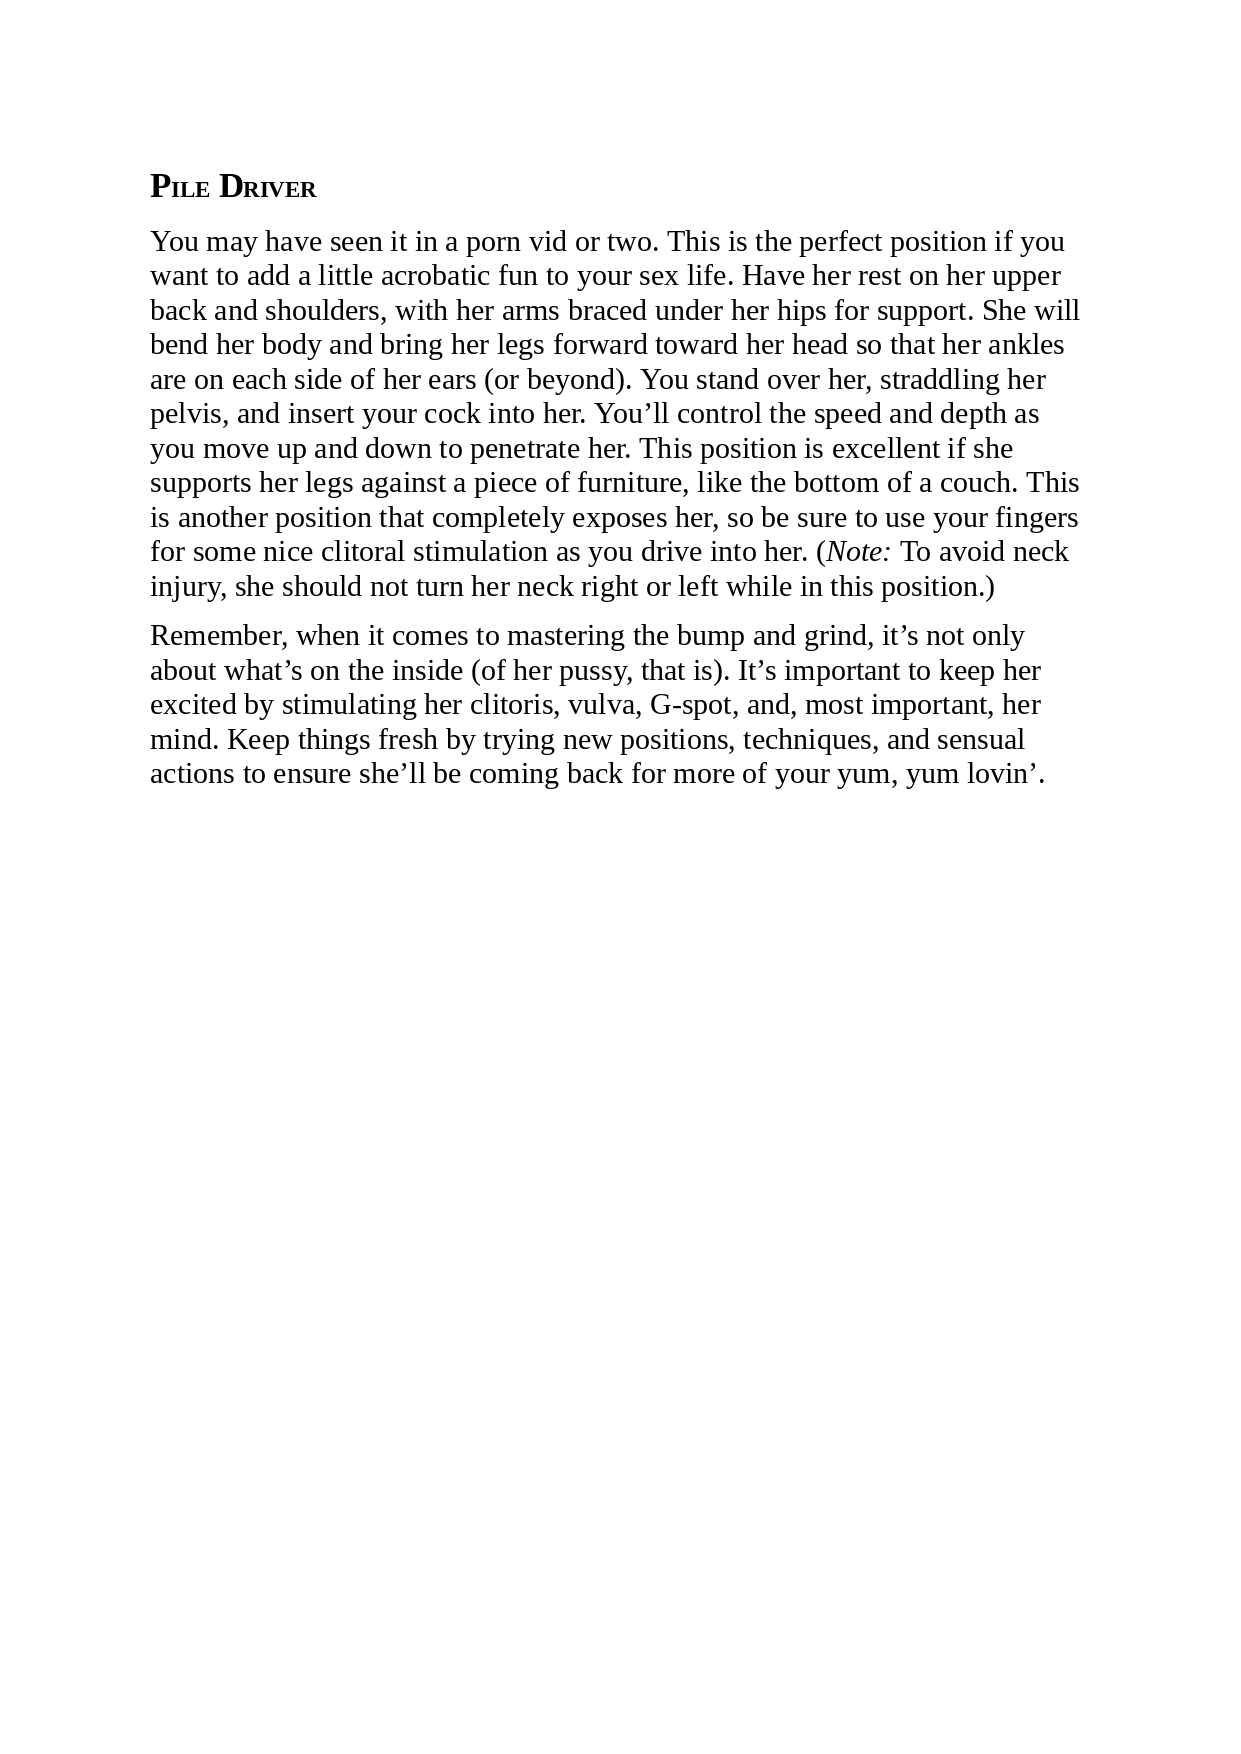 PILE DRIVER
You may have seen it in a porn vid or two. This is the perfect position if you
want to add a little acrobatic fun to your sex life. Have her rest on her upper
back and shoulders, with her arms braced under her hips for support. She will
bend her body and bring her legs forward toward her head so that her ankles
are on each side of her ears (or beyond). You stand over her, straddling her
pelvis, and insert your cock into her. You’ll control the speed and depth as
you move up and down to penetrate her. This position is excellent if she
supports her legs against a piece of furniture, like the bottom of a couch. This
is another position that completely exposes her, so be sure to use your fingers
for some nice clitoral stimulation as you drive into her. (Note: To avoid neck
injury, she should not turn her neck right or left while in this position.)
Remember, when it comes to mastering the bump and grind, it’s not only
about what’s on the inside (of her pussy, that is). It’s important to keep her
excited by stimulating her clitoris, vulva, G-spot, and, most important, her
mind. Keep things fresh by trying new positions, techniques, and sensual
actions to ensure she’ll be coming back for more of your yum, yum lovin’.